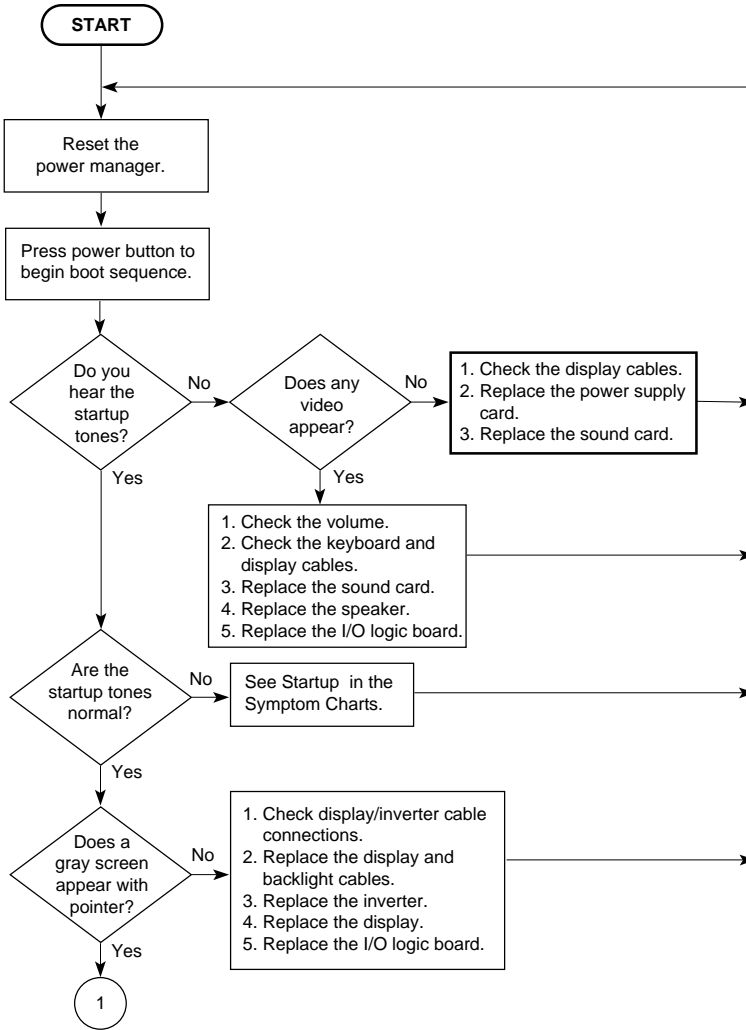 START
Reset the
power manager.
Press power button to
begin boot sequence.
Do you
hear the
startup
tones?
No
Yes
Does any
video
appear?
No
Yes
1. Check the display cables.
2. Replace the power supply
card.
3. Replace the sound card.
1. Check the volume.
2. Check the keyboard and
display cables.
3. Replace the sound card.
4. Replace the speaker.
5. Replace the I/O logic board.
Are the
startup tones
normal?
No
Yes
See Startup in the
Symptom Charts.
Does a
gray screen
appear with
pointer?
No
Yes
1. Check display/inverter cable
connections.
2. Replace the display and
backlight cables.
3. Replace the inverter.
4. Replace the display.
5. Replace the I/O logic board.
1